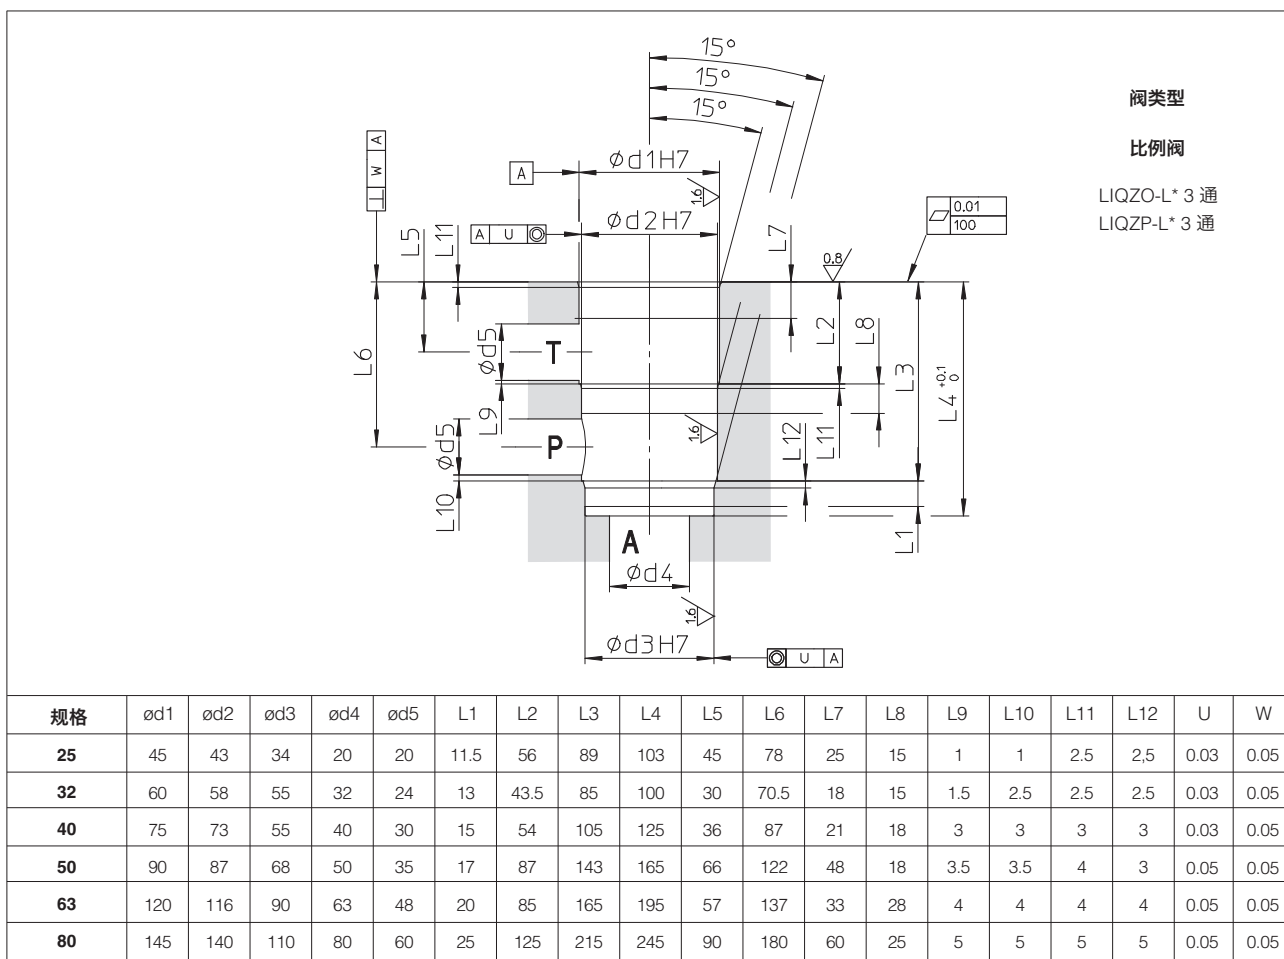 15°
15°
15°
阀类型
比例阀
LIQZO-L* 3 通
LIQZP-L* 3 通
⊥ W A
A
Ød1H7
1.6
A U ◎
Ød2H7
0.01
100
L5
L11
L7
0.8
L6
Ød5
T
L2
L8
L3
L4 +0.1 0
L9
Ød5
P
1.6
L12
L11
L10
A
L1
Ød4
1.6
Ød3H7
◎ U A
规格 ød1 ød2 ød3 ød4 ød5 L1 L2 L3 L4 L5 L6 L7 L8 L9 L10 L11 L12 U W
25 45 43 34 20 20 11.5 56 89 103 45 78 25 15 1 1 2.5 2,5 0.03 0.05
32 60 58 55 32 24 13 43.5 85 100 30 70.5 18 15 1.5 2.5 2.5 2.5 0.03 0.05
40 75 73 55 40 30 15 54 105 125 36 87 21 18 3 3 3 3 0.03 0.05
50 90 87 68 50 35 17 87 143 165 66 122 48 18 3.5 3.5 4 3 0.05 0.05
63 120 116 90 63 48 20 85 165 195 57 137 33 28 4 4 4 4 0.05 0.05
80 145 140 110 80 60 25 125 215 245 90 180 60 25 5 5 5 5 0.05 0.05